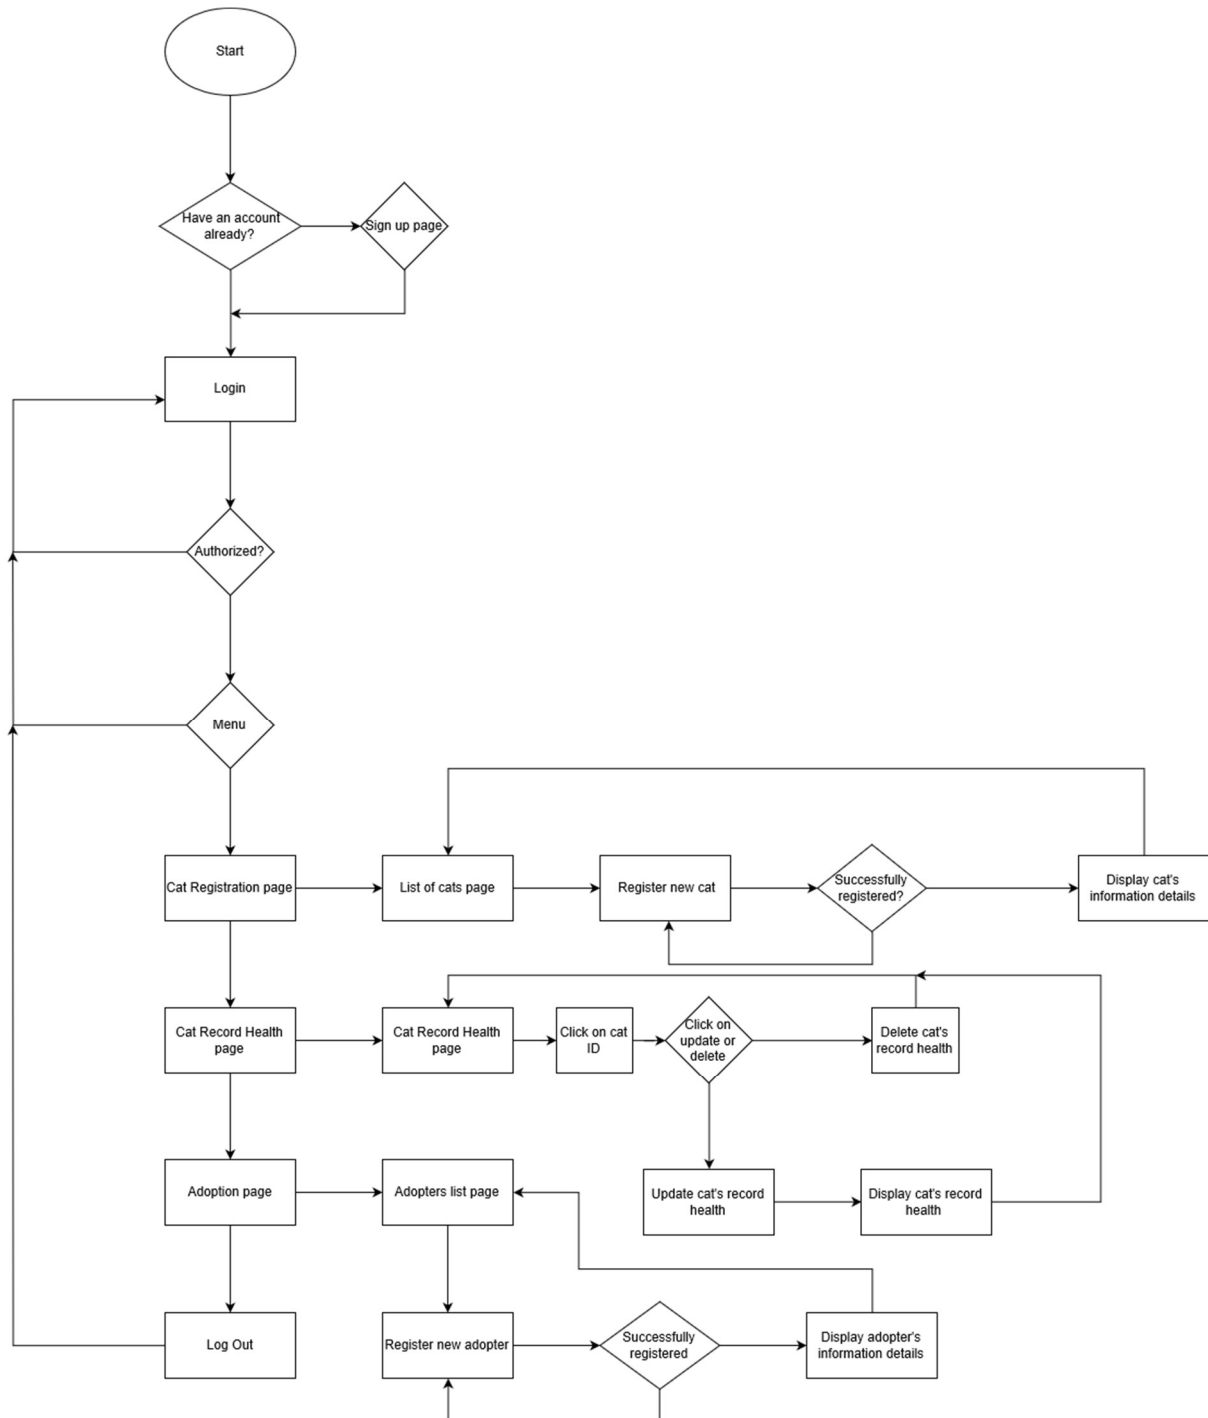 Start
Have an account
already?
Sign up page
Login
Authorized?
Menu
Cat Registration page
List of cats page
Register new cat
Successfully
registered?
Display cat's
information details
Cat Record Health
page
Cat Record Health
page
Click on cat
ID
Click on
update or
delete
Delete cat's
record health
Adoption page
Adopters list page
Update cat's record
health
Display cat's record
health
Log Out
Register new adopter
Successfully
registered
Display adopter's
information details